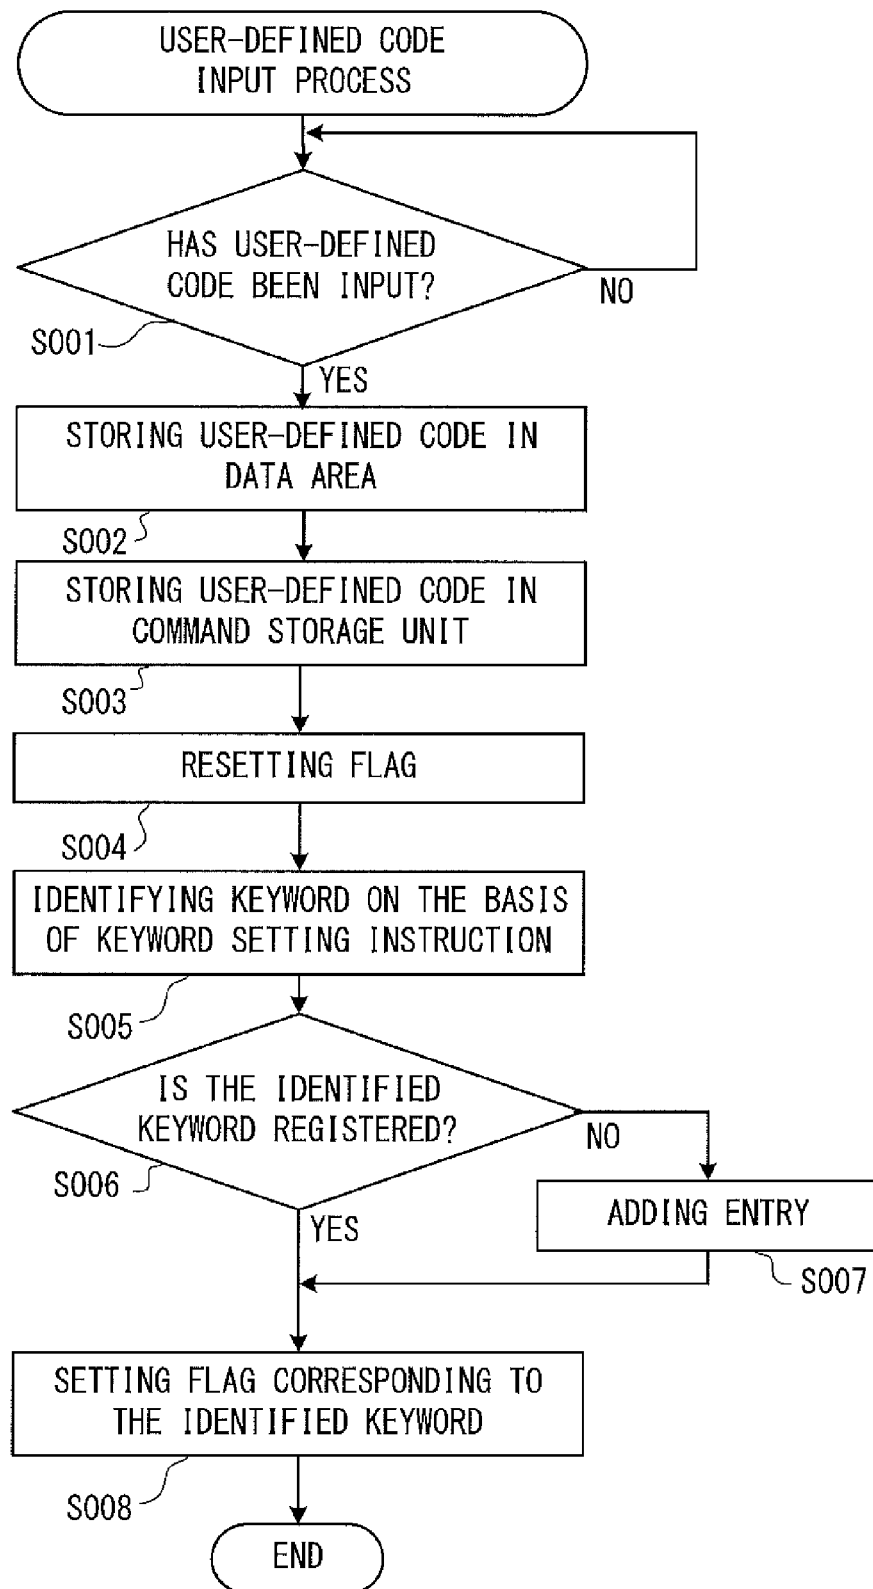 USER-DEFINED CODE
INPUT PROCESS
HAS USER-DEFINED
CODE BEEN INPUT?
NO
S001
YES
STORING USER-DEFINED CODE IN
DATA AREA
S002
STORING USER-DEFINED CODE IN
COMMAND STORAGE UNIT
S003
RESETTING FLAG
S004
IDENTIFYING KEYWORD ON THE BASIS
OF KEYWORD SETTING INSTRUCTION
S005
IS THE IDENTIFIED
KEYWORD REGISTERED?
NO
S006
YES
ADDING ENTRY
S007
SETTING FLAG CORRESPONDING TO
THE IDENTIFIED KEYWORD
S008
END